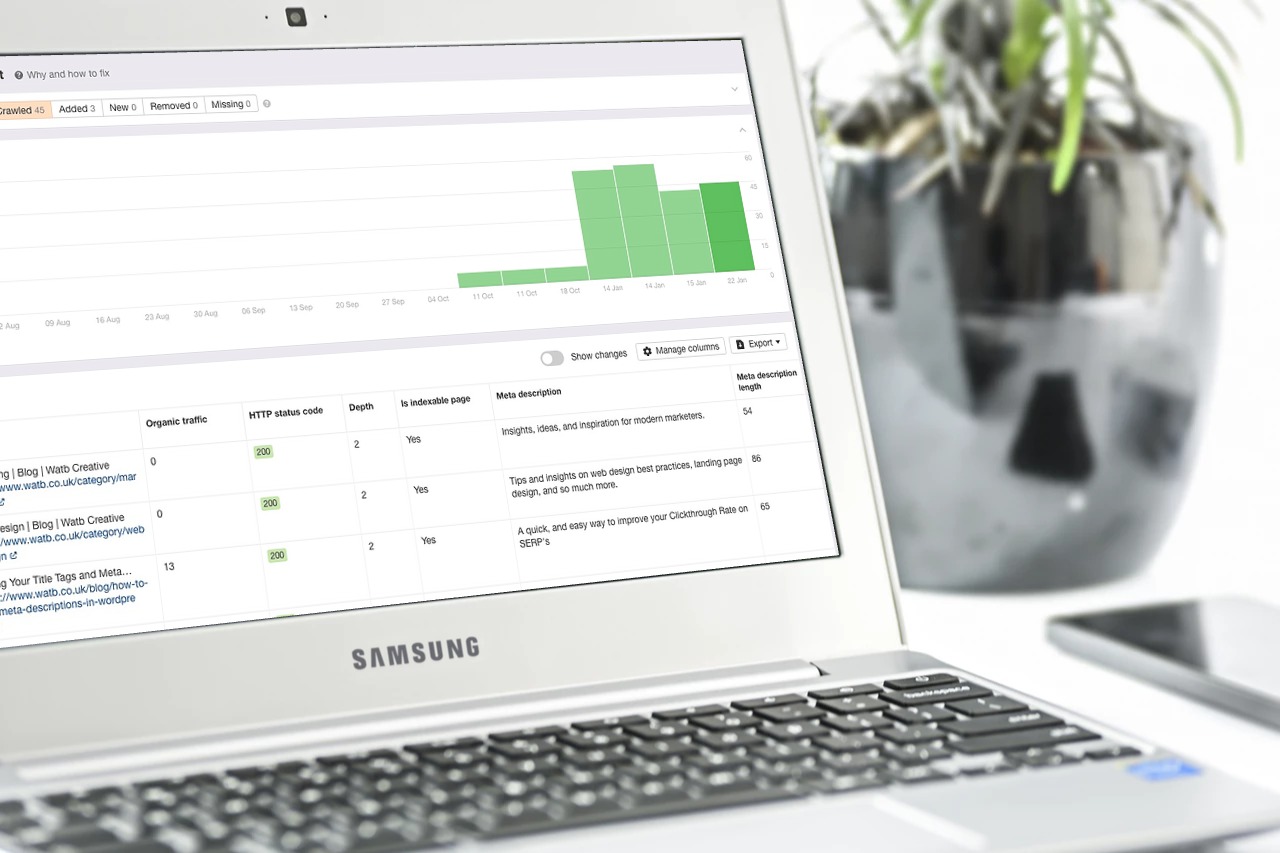 t Why and how to fix
Crawled 45 Added 3 New 0 Removed 0 Missing 0
60
45
30
15
0
2 Aug 09 Aug 16 Aug 23 Aug 30 Aug 06 Sep 13 Sep 20 Sep 27 Sep 04 Oct 11 Oct 11 Oct 18 Oct 14 Jan 14 Jan 15 Jan 22 Jan
Show changes Manage columns Export
Organic traffic HTTP status code Depth Is indexable page Meta description Meta description
length
ng | Blog | Watb Creative 0 200 2 Yes Insights, ideas, and inspiration for modern marketers. 54
www.watb.co.uk/category/mar
esign | Blog | Watb Creative 0 200 2 Yes Tips and insights on web design best practices, landing page 86
//www.watb.co.uk/category/web design, and so much more.
gn
g Your Title Tags and Meta... 13 200 2 Yes A quick, and easy way to improve your Clickthrough Rate on 65
://www.watb.co.uk/blog/how-to- SERP's
meta-descriptions-in-wordpre
SAMSUNG
backspace
enter